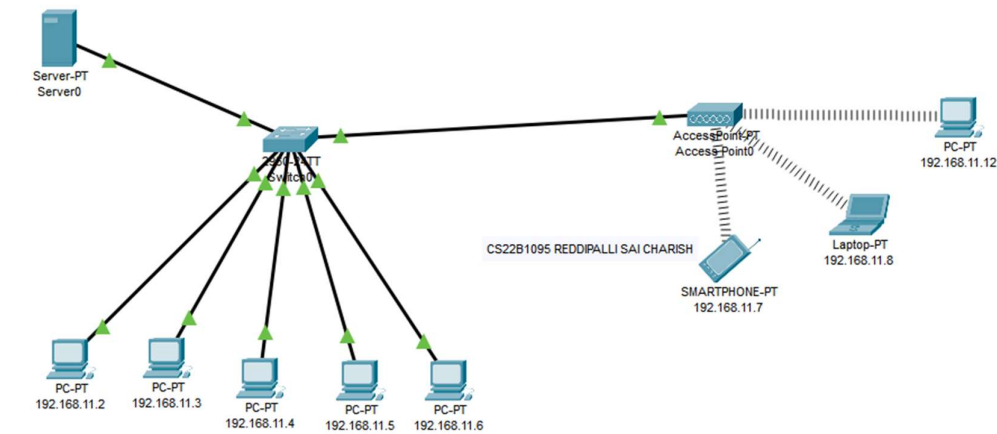 Server-PT
Server0
2960-24TT
Switch0
AccessPoint-PT
Access Point0
PC-PT
192.168.11.12
Laptop-PT
192.168.11.8
CS22B1095 REDDIPALLI SAI CHARISH
SMARTPHONE-PT
192.168.11.7
PC-PT
192.168.11.2
PC-PT
192.168.11.3
PC-PT
192.168.11.4
PC-PT
192.168.11.5
PC-PT
192.168.11.6